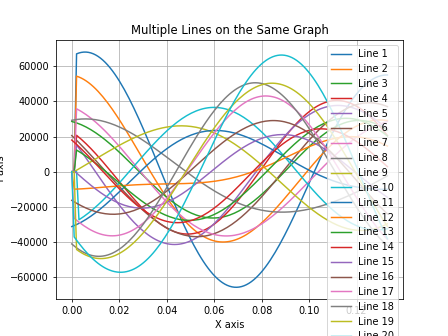 Multiple Lines on the Same Graph
60000
40000
20000
0
−20000
−40000
−60000
0.00 0.02 0.04 0.06 0.08 0.10
X axis
Line 1
Line 2
Line 3
Line 4
Line 5
Line 6
Line 7
Line 8
Line 9
Line 10
Line 11
Line 12
Line 13
Line 14
Line 15
Line 16
Line 17
Line 18
Line 19
Line 20